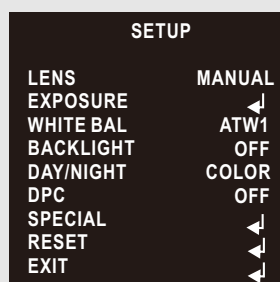 SETUP
LENS MANUAL
EXPOSURE ↲
WHITE BAL ATW1
BACKLIGHT OFF
DAY/NIGHT COLOR
DPC OFF
SPECIAL ↲
RESET ↲
EXIT ↲